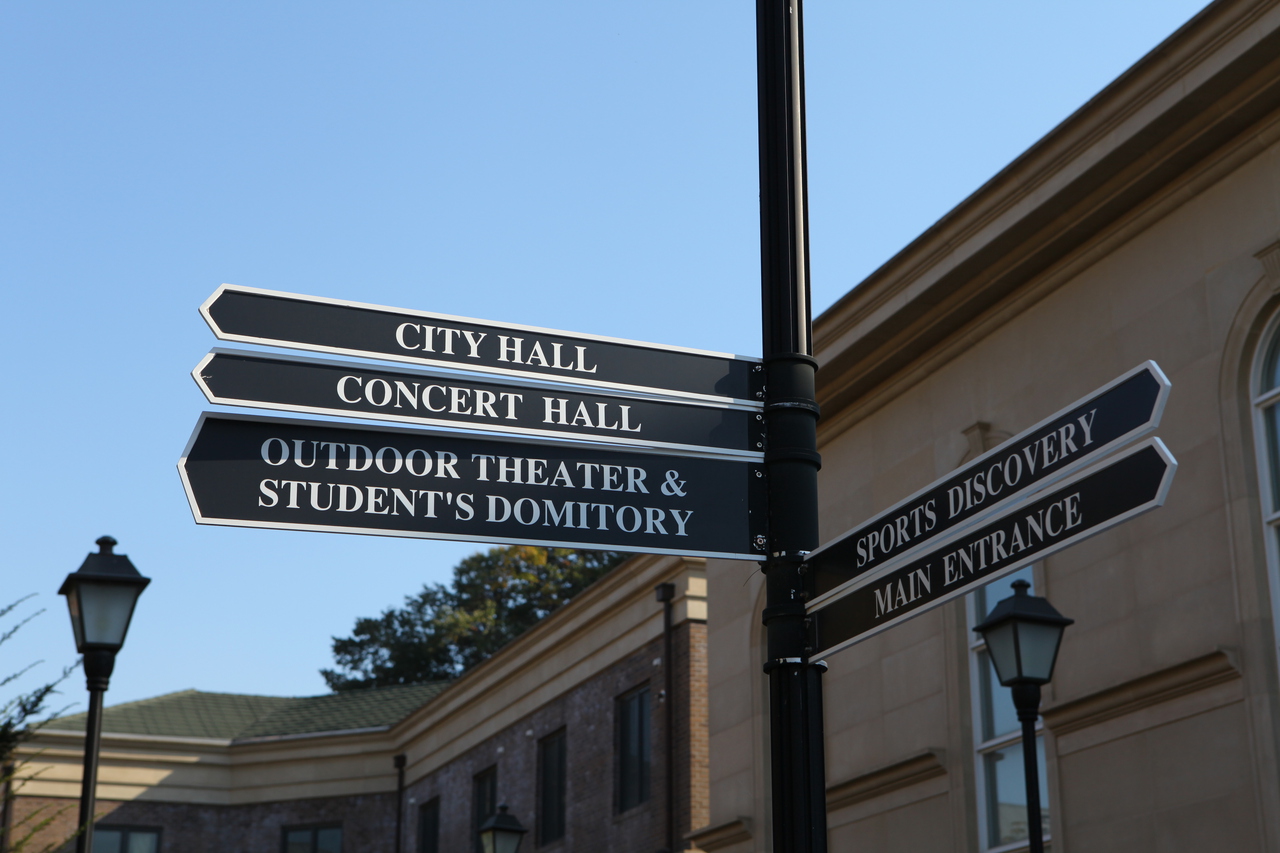 CITY HALL
CONCERT HALL
OUTDOOR THEATER &
STUDENT'S DOMITORY
SPORTS DISCOVERY
MAIN ENTRANCE